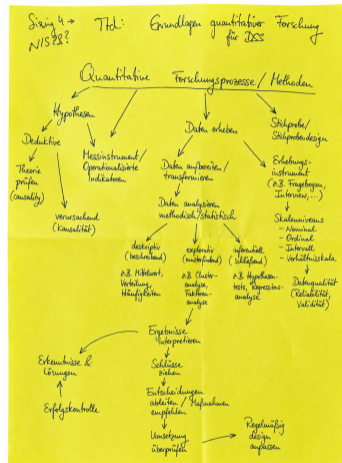 Sitzung 4 →
NIS2S?
Titel: Grundlagen quantitativer Forschung
für DSS
Quantitative Forschungsprozesse / Methoden
Hypothesen
Deduktive
Theorie
prüfen
(causality)
verursachend
(Kausalität)
Messinstrument /
Operationalisierte
Indikatoren
Daten erheben
Daten aufbereiten /
transformieren
Daten analysieren
methodisch/statistisch
Stichprobe /
Stichprobendesign
Erhebungs-
instrument
(z.B. Fragebogen,
Interview, ...)
Skalenniveaus
- Nominal
- Ordinal
- Intervall
- Verhältnisskala
Datenqualität
(Reliabilität,
Validität)
deskriptiv
(beschreibend)
z.B. Mittelwert,
Verteilung,
Häufigkeiten
explorativ
(musterfindend)
z.B. Cluster-
analyse,
Faktoren-
analyse
inferentiell
(schließend)
z.B. Hypothesen-
tests, Regressions-
analyse
Ergebnisse
interpretieren
Erkenntnisse &
Lösungen
Erfolgskontrolle
Schlüsse
ziehen
Entscheidungen
ableiten / Maßnahmen
empfehlen
Umsetzung
überprüfen
Regelmäßig
design
anpassen